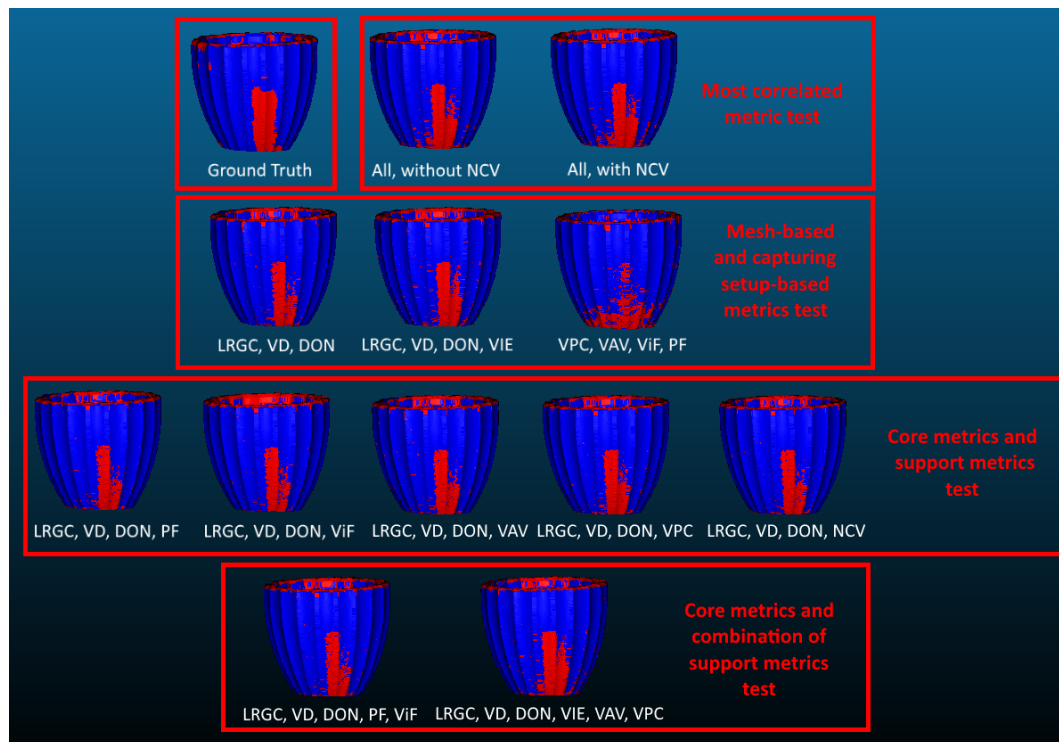 Most correlated
metric test
Ground Truth
All, without NCV
All, with NCV
Mesh-based
and capturing
setup-based
metrics test
LRGC, VD, DON
LRGC, VD, DON, VIE
VPC, VAV, ViF, PF
Core metrics and
support metrics
test
LRGC, VD, DON, PF
LRGC, VD, DON, ViF
LRGC, VD, DON, VAV
LRGC, VD, DON, VPC
LRGC, VD, DON, NCV
Core metrics and
combination of
support metrics
test
LRGC, VD, DON, PF, ViF
LRGC, VD, DON, VIE, VAV, VPC